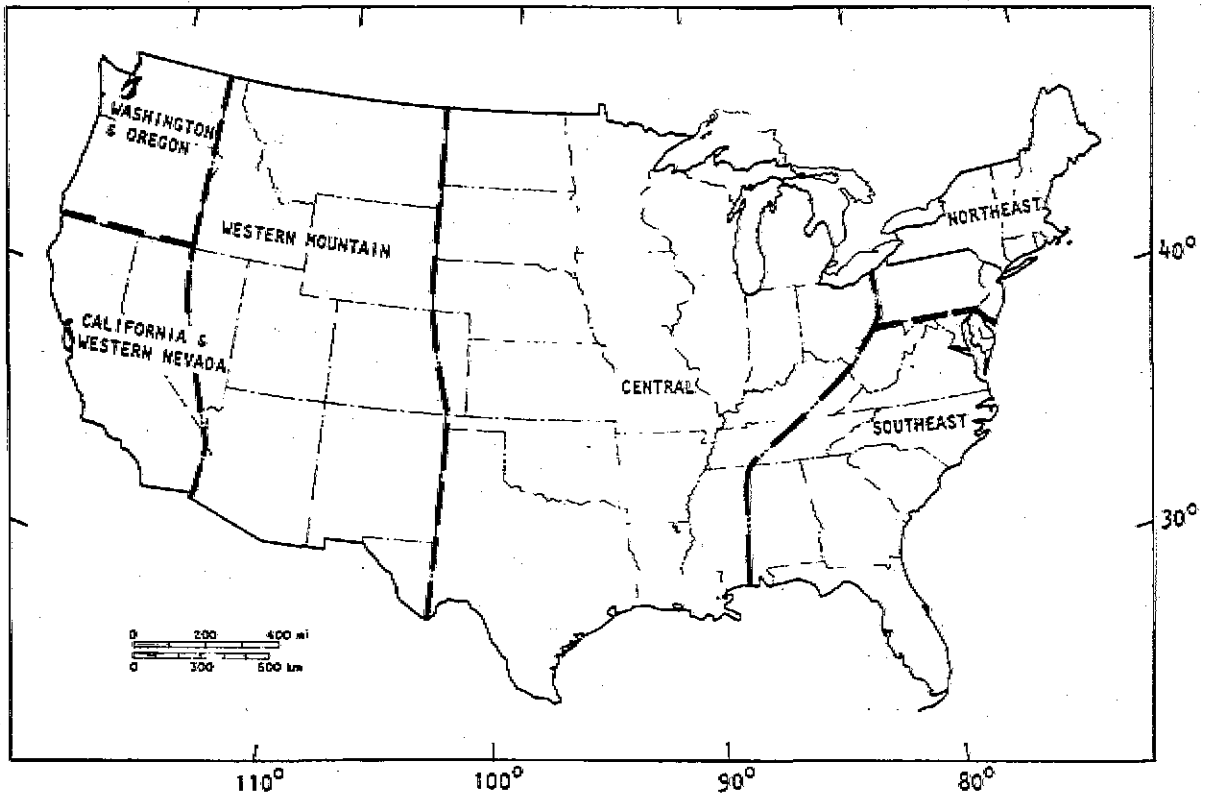 WASHINGTON
& OREGON
WESTERN MOUNTAIN
NORTHEAST
40°
CALIFORNIA &
WESTERN NEVADA
CENTRAL
SOUTHEAST
30°
0 200 400 mi
0 300 600 km
110° 100° 90° 80°